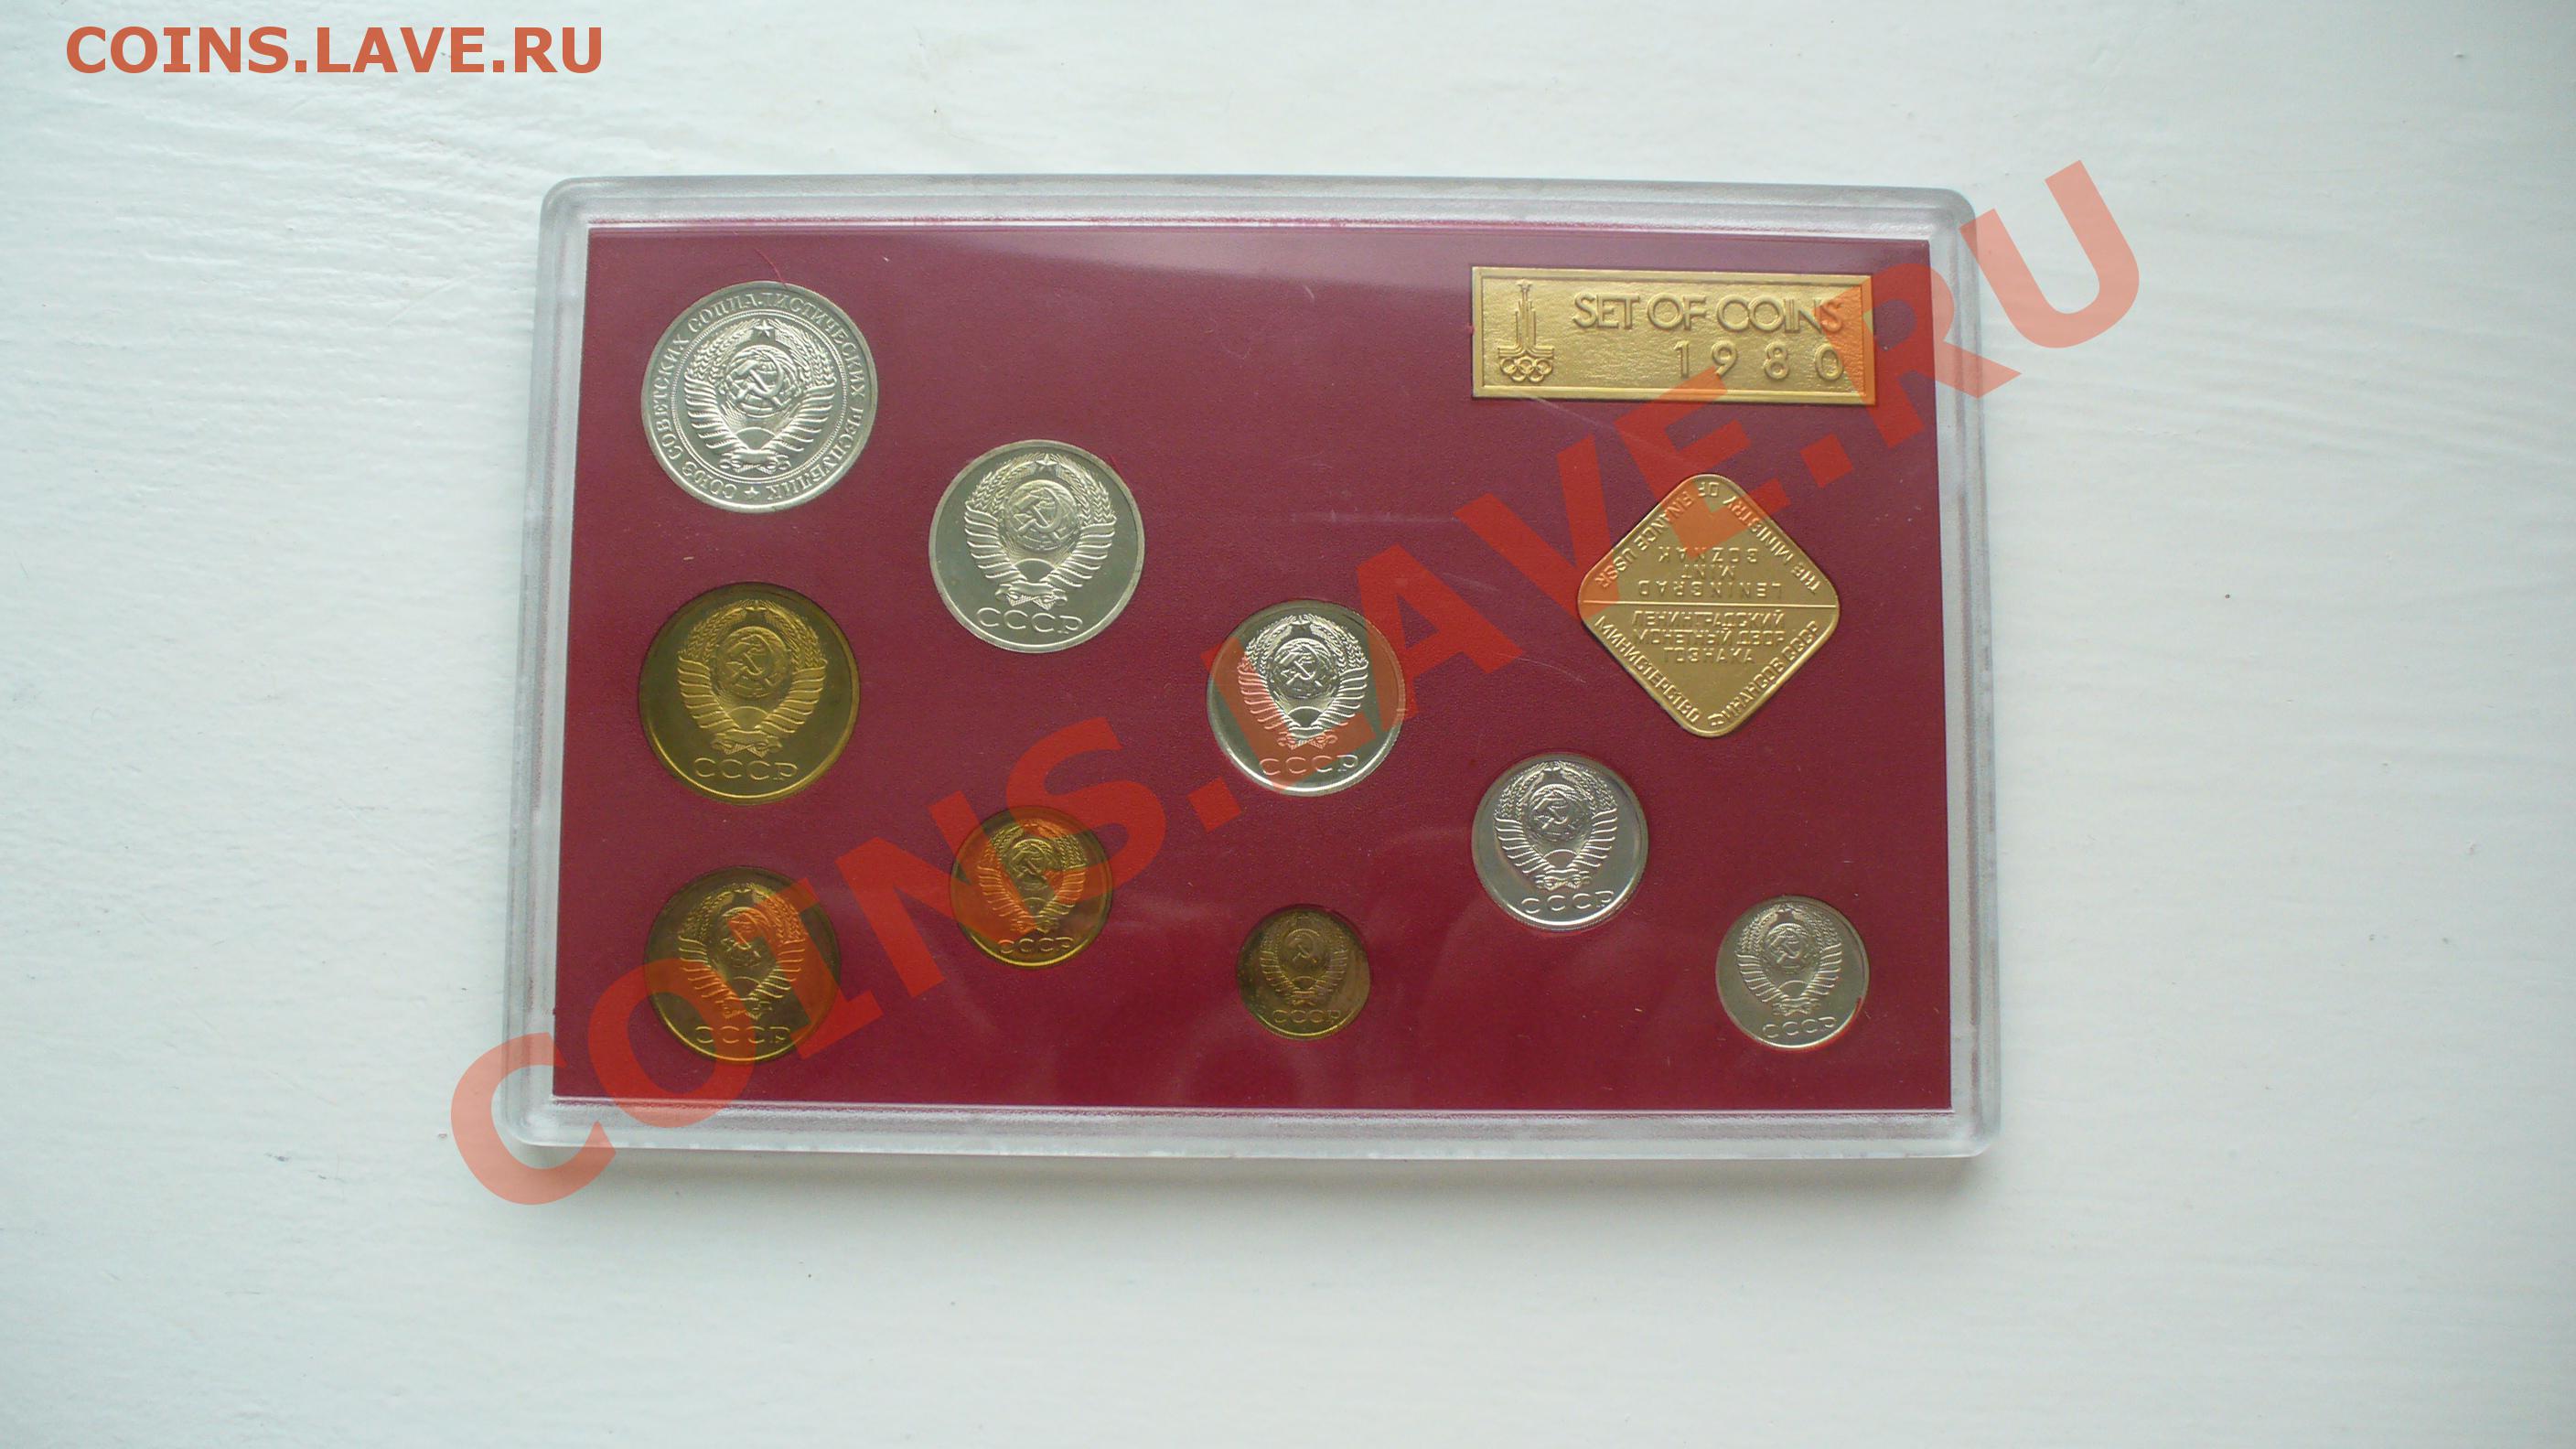 COINS.LAVE.RU
SET OF COINS
1980
СОЮЗ СОВЕТСКИХ СОЦИАЛИСТИЧЕСКИХ РЕСПУБЛИК
СССР
СССР
СССР
СССР
СССР
СССР
СССР
СССР
THE MINISTRY OF FINANCE USSR
LENINGRAD
MINT
GOZNAK
ЛЕНИНГРАДСКИЙ
МОНЕТНЫЙ ДВОР
ГОЗНАКА
МИНИСТЕРСТВО ФИНАНСОВ СССР
COINS.LAVE.RU